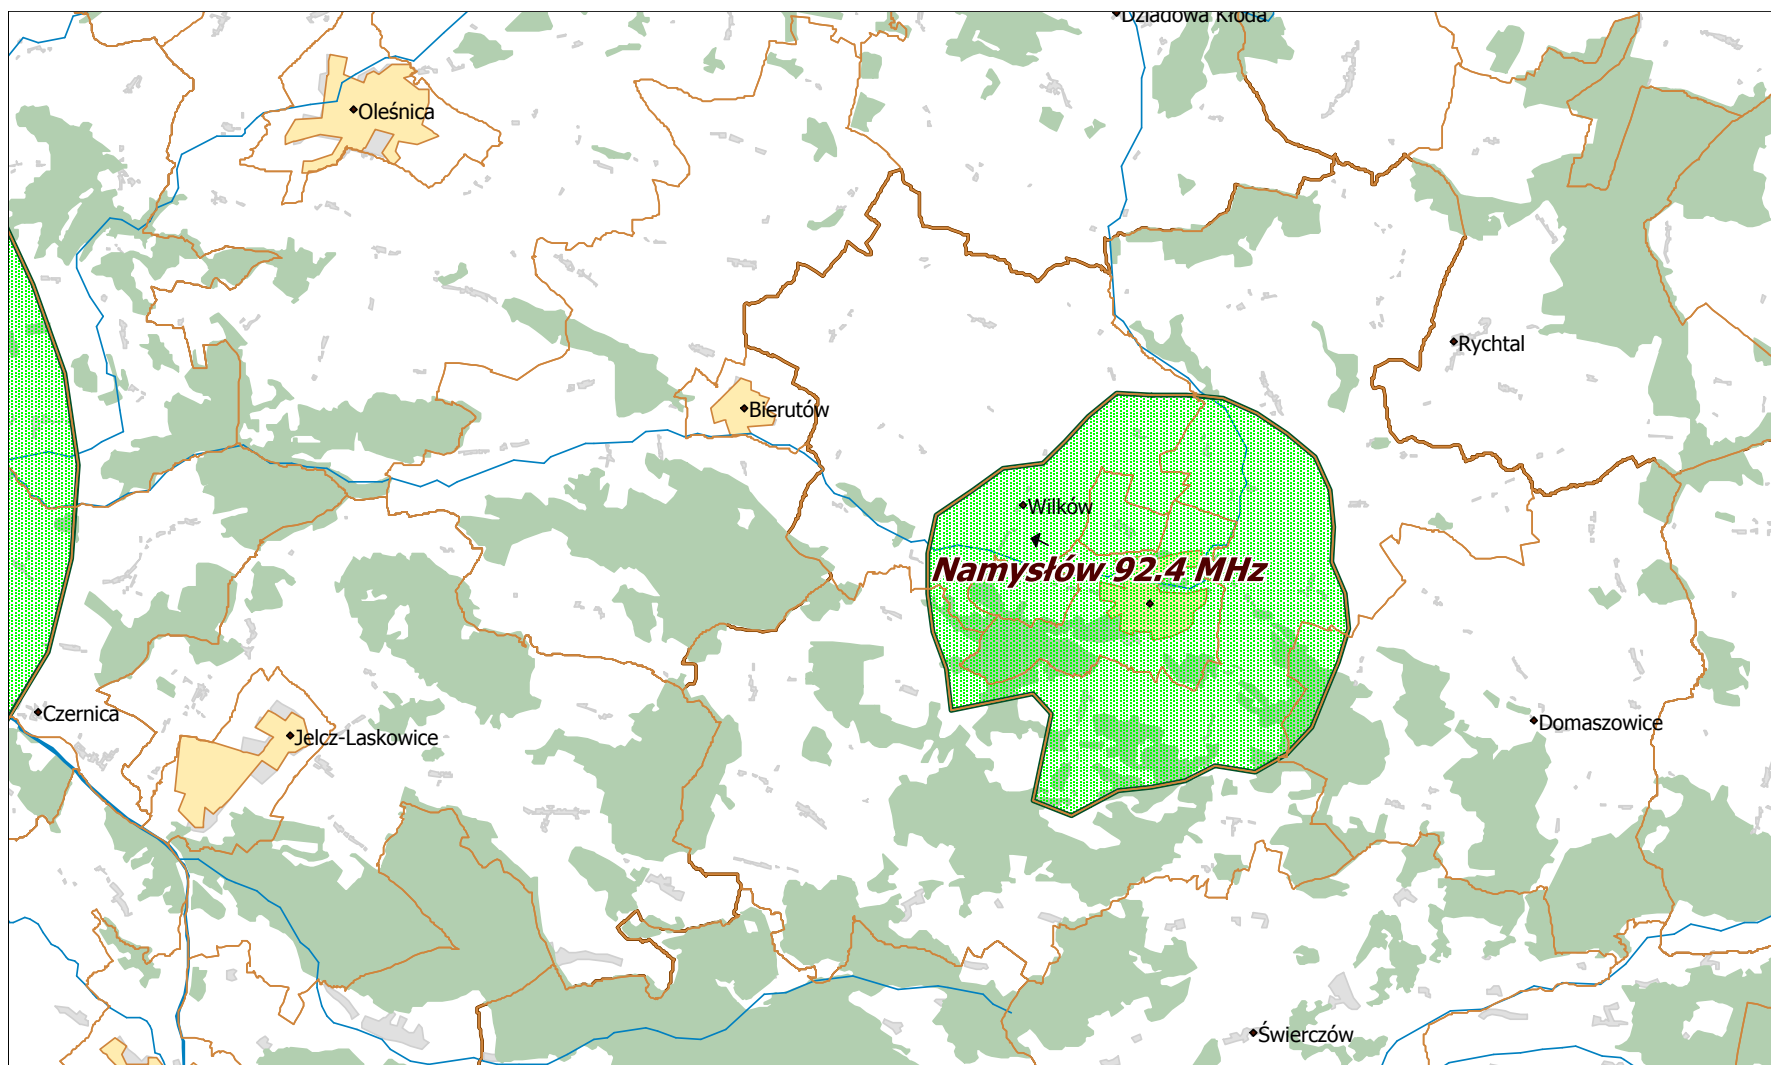 Dziadowa Kłoda
Oleśnica
Rychtal
Bierutów
Wilków
Namysłów 92.4 MHz
Czernica
Jelcz-Laskowice
Domaszowice
Świerczów